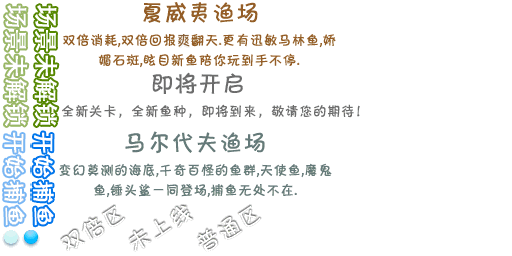 场景未解锁
场景未解锁
开始捕鱼
开始捕鱼
夏威夷渔场
双倍消耗,双倍回报爽翻天.更有迅敏马林鱼,娇
媚石斑,眩目新鱼陪你玩到手不停.
即将开启
全新关卡，全新鱼种，即将到来，敬请您的期待！
马尔代夫渔场
变幻莫测的海底,千奇百怪的鱼群,天使鱼,魔鬼
鱼,锤头鲨一同登场,捕鱼无处不在.
双倍区
未上线
普通区